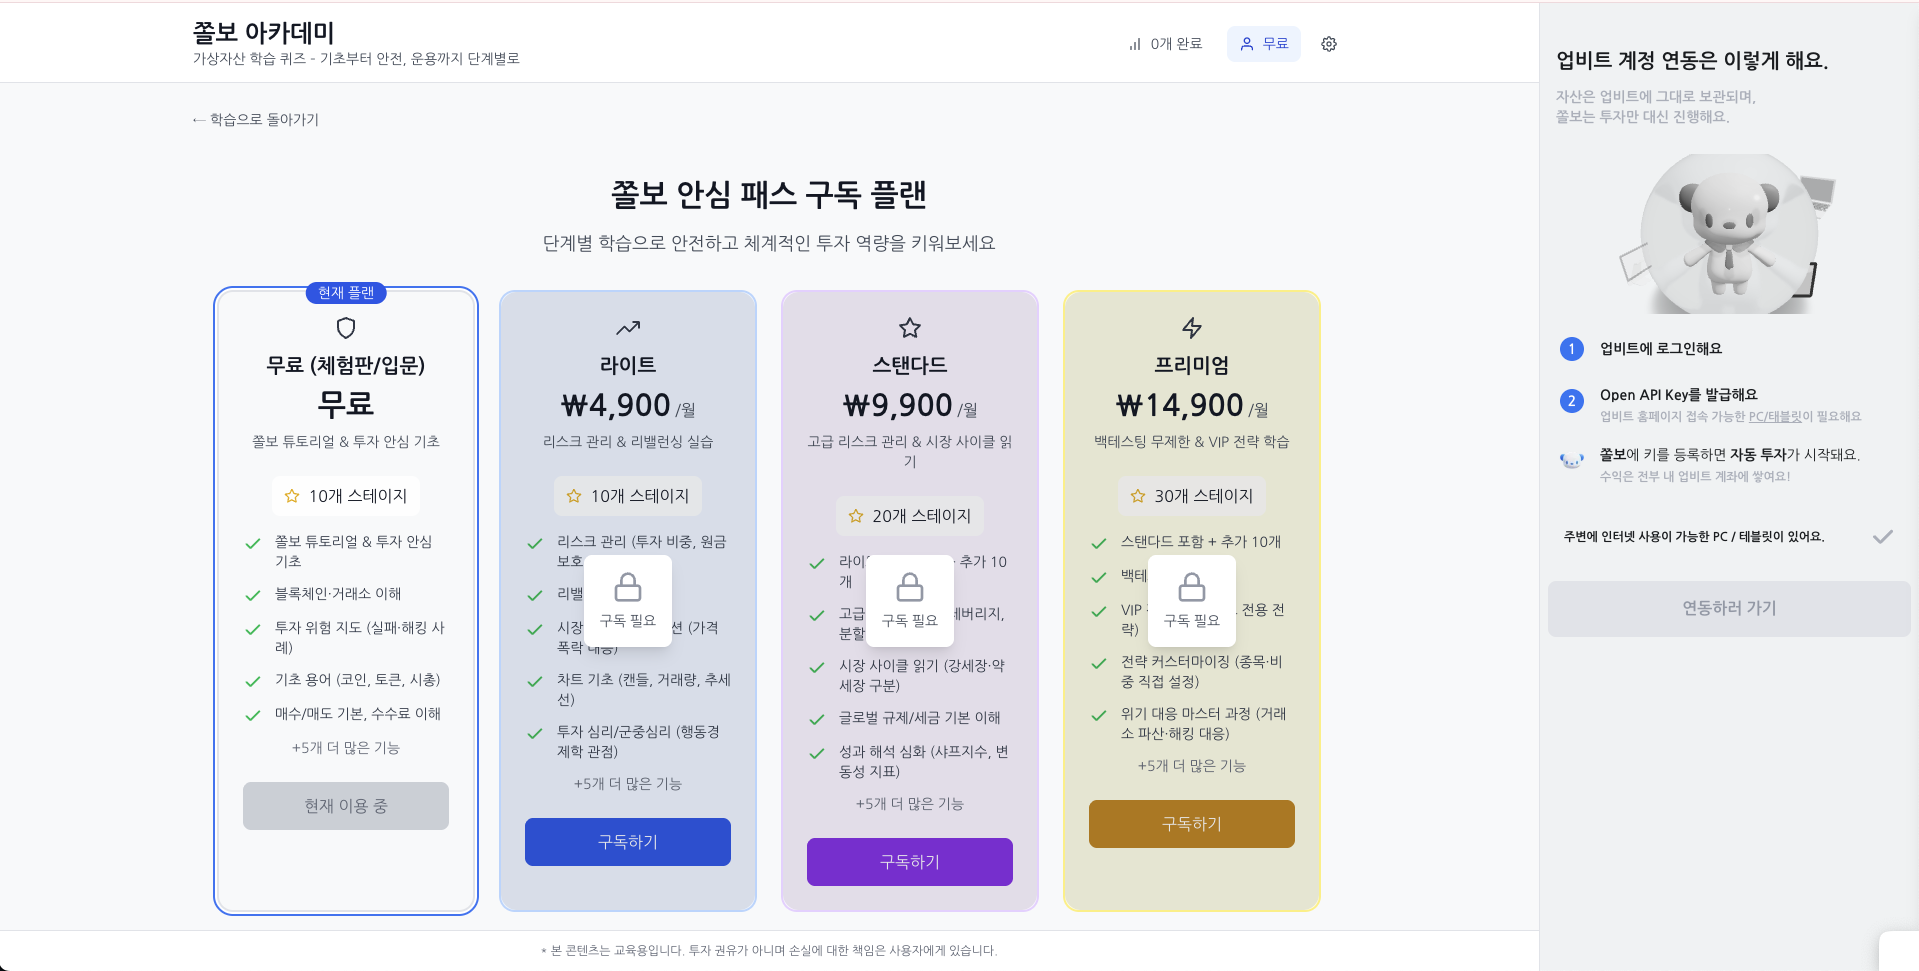 쫄보 아카데미
가상자산 학습 퀴즈 - 기초부터 안전, 운용까지 단계별로
0개 완료
무료
← 학습으로 돌아가기
쫄보 안심 패스 구독 플랜
단계별 학습으로 안전하고 체계적인 투자 역량을 키워보세요
현재 플랜
무료 (체험판/입문)
무료
쫄보 튜토리얼 & 투자 안심 기초
10개 스테이지
쫄보 튜토리얼 & 투자 안심
기초
블록체인·거래소 이해
투자 위험 지도 (실패·해킹 사
례)
기초 용어 (코인, 토큰, 시총)
매수/매도 기본, 수수료 이해
+5개 더 많은 기능
현재 이용 중
라이트
₩4,900 /월
리스크 관리 & 리밸런싱 실습
10개 스테이지
리스크 관리 (투자 비중, 원금
보호
리밸
시장 션 (가격
폭락 대응)
차트 기초 (캔들, 거래량, 추세
선)
투자 심리/군중심리 (행동경
제학 관점)
+5개 더 많은 기능
구독하기
구독 필요
스탠다드
₩9,900 /월
고급 리스크 관리 & 시장 사이클 읽
기
20개 스테이지
라이 추가 10
개
고급 레버리지,
분할
시장 사이클 읽기 (강세장·약
세장 구분)
글로벌 규제/세금 기본 이해
성과 해석 심화 (샤프지수, 변
동성 지표)
+5개 더 많은 기능
구독하기
구독 필요
프리미엄
₩14,900 /월
백테스팅 무제한 & VIP 전략 학습
30개 스테이지
스탠다드 포함 + 추가 10개
백테
VIP 전용 전
략)
전략 커스터마이징 (종목·비
중 직접 설정)
위기 대응 마스터 과정 (거래
소 파산·해킹 대응)
+5개 더 많은 기능
구독하기
구독 필요
* 본 콘텐츠는 교육용입니다. 투자 권유가 아니며 손실에 대한 책임은 사용자에게 있습니다.
업비트 계정 연동은 이렇게 해요.
자산은 업비트에 그대로 보관되며,
쫄보는 투자만 대신 진행해요.
1 업비트에 로그인해요
2 Open API Key를 발급해요
업비트 홈페이지 접속 가능한 PC/태블릿이 필요해요
쫄보에 키를 등록하면 자동 투자가 시작돼요.
수익은 전부 내 업비트 계좌에 쌓여요!
주변에 인터넷 사용이 가능한 PC / 태블릿이 있어요.
연동하러 가기